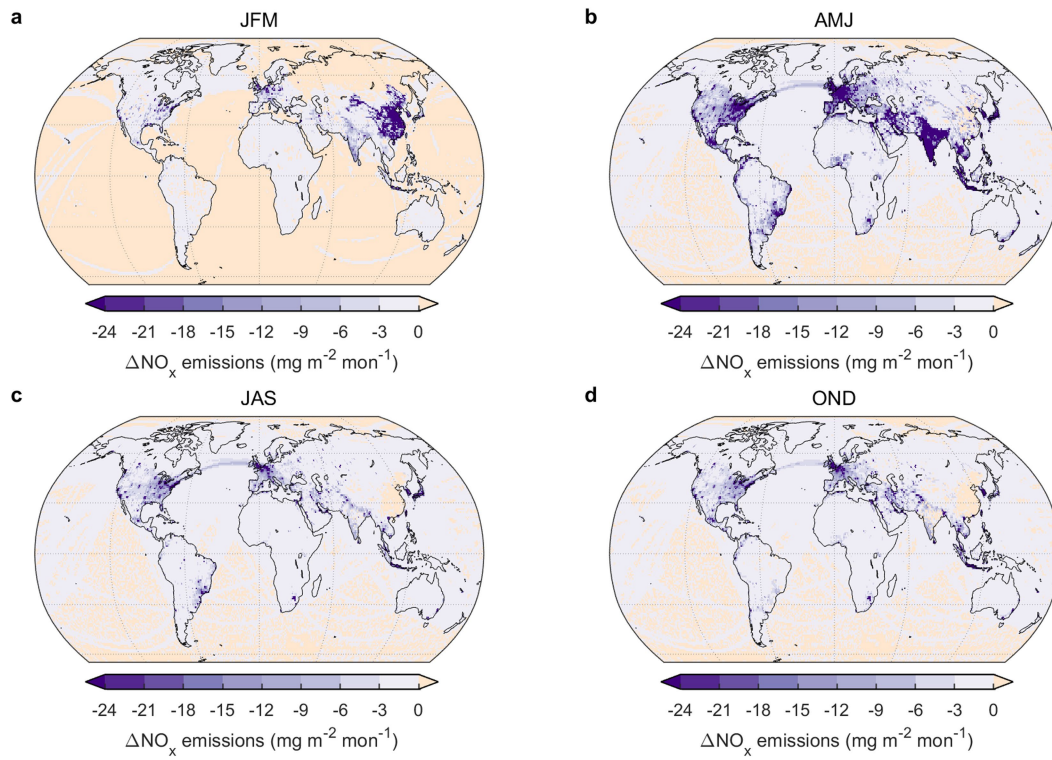 a
JFM
-24 -21 -18 -15 -12 -9 -6 -3 0
ΔNOₓ emissions (mg m⁻² mon⁻¹)
b
AMJ
-24 -21 -18 -15 -12 -9 -6 -3 0
ΔNOₓ emissions (mg m⁻² mon⁻¹)
c
JAS
-24 -21 -18 -15 -12 -9 -6 -3 0
ΔNOₓ emissions (mg m⁻² mon⁻¹)
d
OND
-24 -21 -18 -15 -12 -9 -6 -3 0
ΔNOₓ emissions (mg m⁻² mon⁻¹)